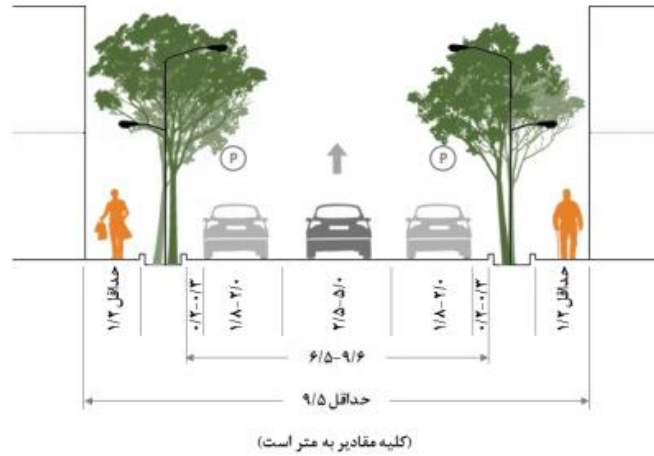 P
P
حداقل ۱/۲
۰/۲-۰/۳
۱/۸-۲/۰
۲/۵-۵/۰
۱/۸-۲/۰
۰/۲-۰/۳
حداقل ۱/۲
۶/۵-۹/۶
حداقل ۹/۵
(کلیه مقادیر به متر است)